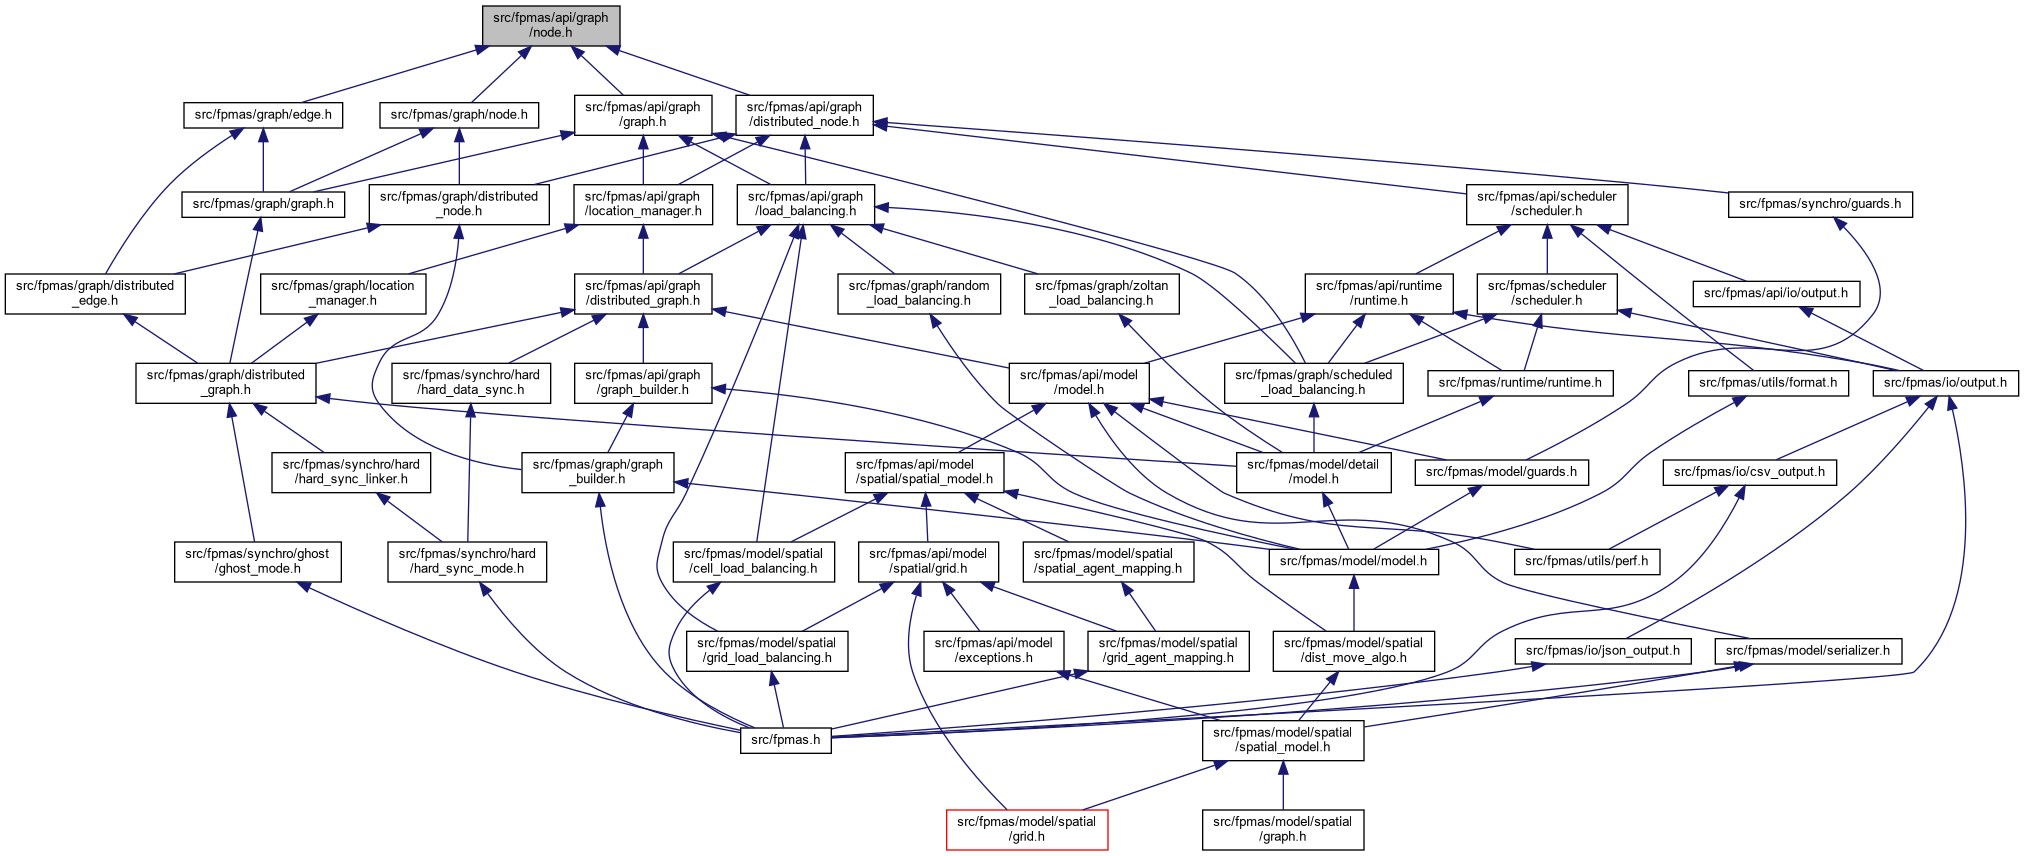 src/fpmas/api/graph
/node.h
src/fpmas/graph/edge.h
src/fpmas/graph/node.h
src/fpmas/api/graph
/graph.h
src/fpmas/api/graph
/distributed_node.h
src/fpmas/graph/graph.h
src/fpmas/graph/distributed
_node.h
src/fpmas/api/graph
/location_manager.h
src/fpmas/api/graph
/load_balancing.h
src/fpmas/api/scheduler
/scheduler.h
src/fpmas/synchro/guards.h
src/fpmas/graph/distributed
_edge.h
src/fpmas/graph/location
_manager.h
src/fpmas/api/graph
/distributed_graph.h
src/fpmas/graph/random
_load_balancing.h
src/fpmas/graph/zoltan
_load_balancing.h
src/fpmas/api/runtime
/runtime.h
src/fpmas/scheduler
/scheduler.h
src/fpmas/api/io/output.h
src/fpmas/graph/distributed
_graph.h
src/fpmas/synchro/hard
/hard_data_sync.h
src/fpmas/api/graph
/graph_builder.h
src/fpmas/api/model
/model.h
src/fpmas/graph/scheduled
_load_balancing.h
src/fpmas/runtime/runtime.h
src/fpmas/utils/format.h
src/fpmas/io/output.h
src/fpmas/synchro/hard
/hard_sync_linker.h
src/fpmas/graph/graph
_builder.h
src/fpmas/api/model
/spatial/spatial_model.h
src/fpmas/model/detail
/model.h
src/fpmas/model/guards.h
src/fpmas/io/csv_output.h
src/fpmas/synchro/ghost
/ghost_mode.h
src/fpmas/synchro/hard
/hard_sync_mode.h
src/fpmas/model/spatial
/cell_load_balancing.h
src/fpmas/api/model
/spatial/grid.h
src/fpmas/model/spatial
/spatial_agent_mapping.h
src/fpmas/model/model.h
src/fpmas/utils/perf.h
src/fpmas/model/spatial
/grid_load_balancing.h
src/fpmas/api/model
/exceptions.h
src/fpmas/model/spatial
/grid_agent_mapping.h
src/fpmas/model/spatial
/dist_move_algo.h
src/fpmas/io/json_output.h
src/fpmas/model/serializer.h
src/fpmas.h
src/fpmas/model/spatial
/spatial_model.h
src/fpmas/model/spatial
/grid.h
src/fpmas/model/spatial
/graph.h